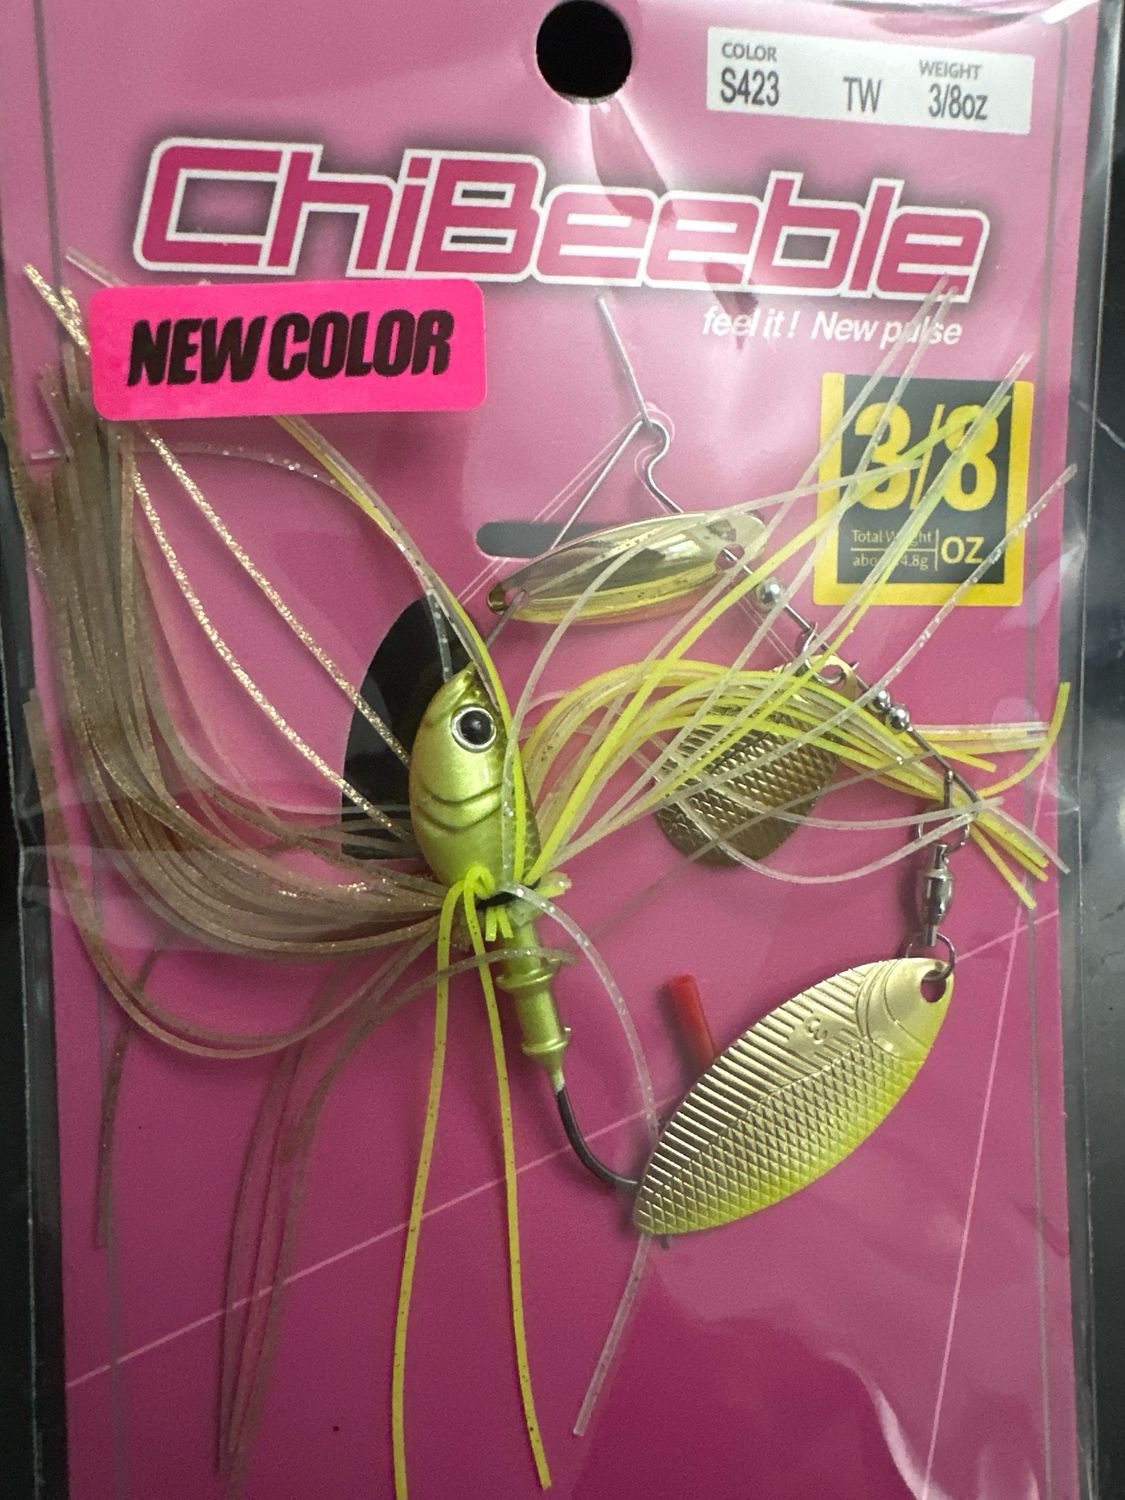 COLOR WEIGHT
S423 TW 3/8oz
ChiBeeble
feel it! New pulse
NEW COLOR
3/8
Total Weight
OZ